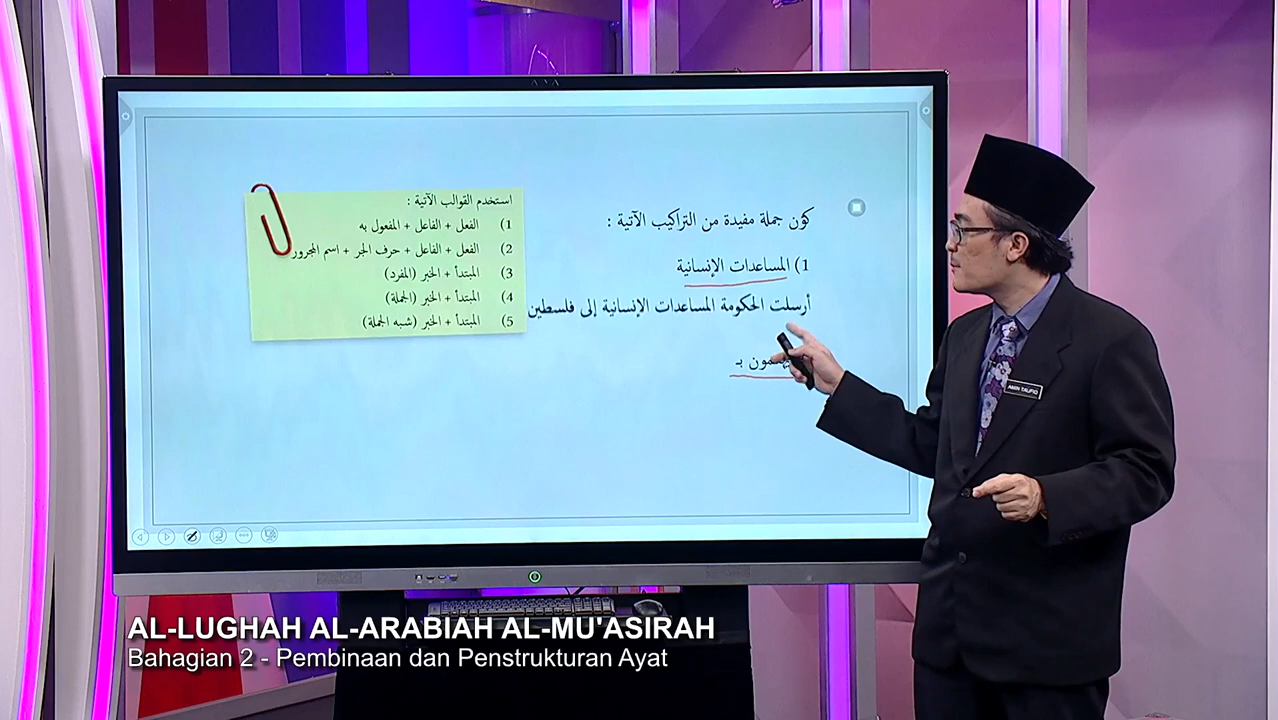 كوّن جملة مفيدة من التراكيب الآتية :
1) المساعدات الإنسانية
أرسلت الحكومة المساعدات الإنسانية إلى فلسطين
بـ
استخدم القوالب الآتية :
1) الفعل + الفاعل + المفعول به
2) الفعل + الفاعل + حرف الجر + اسم المجرور
3) المبتدأ + الخبر (المفرد)
4) المبتدأ + الخبر (الجملة)
5) المبتدأ + الخبر (شبه الجملة)
AMIN TAUFIQ
AL-LUGHAH AL-ARABIAH AL-MU'ASIRAH
Bahagian 2 - Pembinaan dan Penstrukturan Ayat